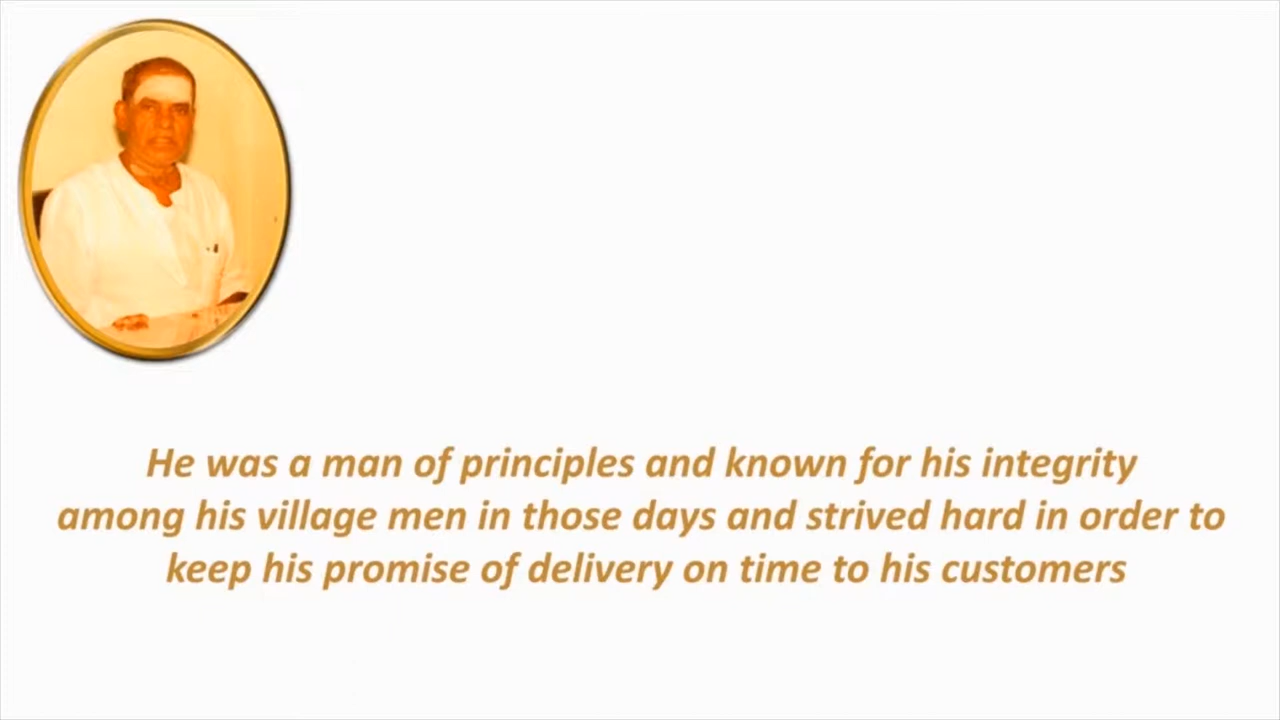 He was a man of principles and known for his integrity
among his village men in those days and strived hard in order to
keep his promise of delivery on time to his customers